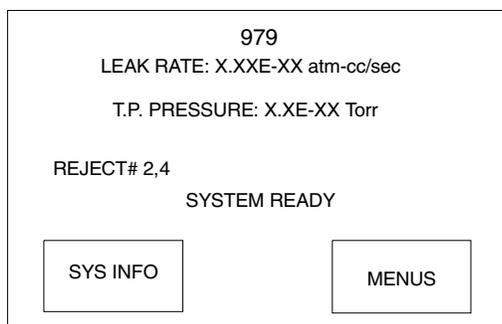 979
LEAK RATE: X.XXE-XX atm-cc/sec
T.P. PRESSURE: X.XE-XX Torr
REJECT# 2,4
SYSTEM READY
SYS INFO
MENUS